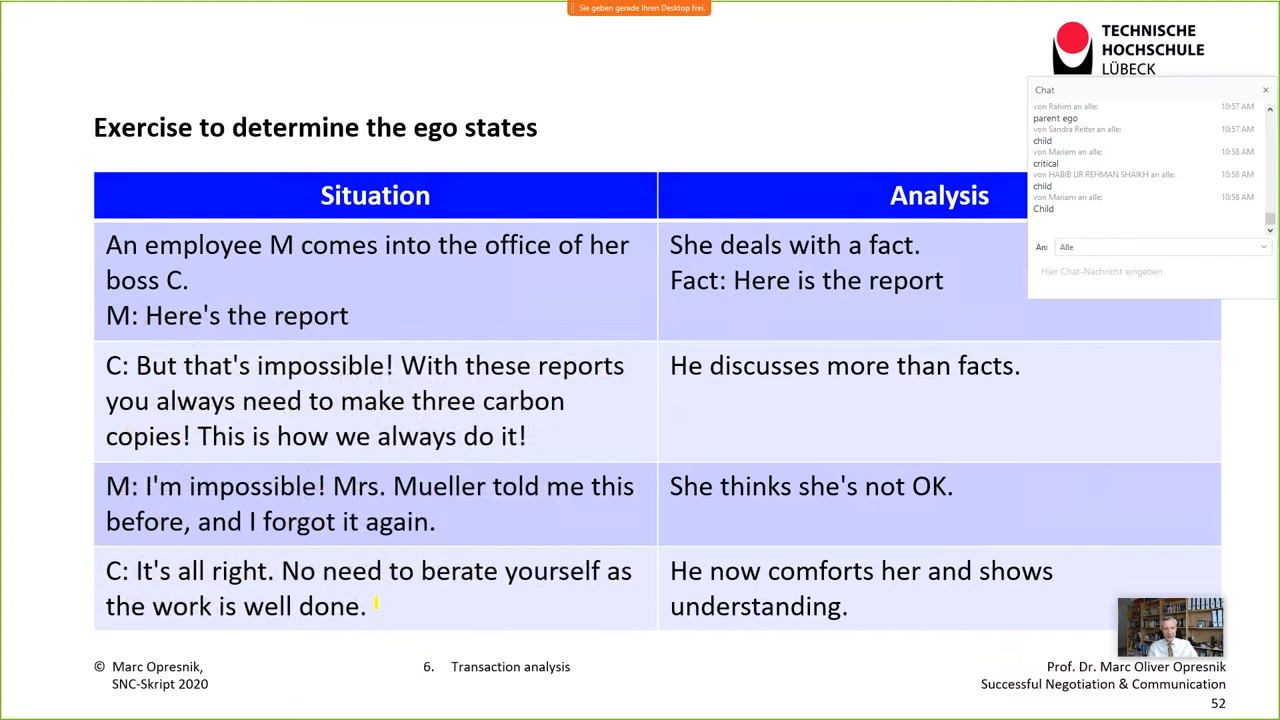 Sie geben gerade Ihren Desktop frei.
TECHNISCHE
HOCHSCHULE
LÜBECK
Chat
von Rahim an alle: 10:57 AM
parent ego
von Sandra Reiter an alle: 10:57 AM
child
von Mariam an alle: 10:58 AM
critical
von HABIB UR REHMAN SHAIKH an alle: 10:58 AM
child
von Mariam an alle: 10:58 AM
Child
An: Alle
Hier Chat-Nachricht eingeben
Exercise to determine the ego states
Situation
Analysis
An employee M comes into the office of her
boss C.
M: Here's the report
She deals with a fact.
Fact: Here is the report
C: But that's impossible! With these reports
you always need to make three carbon
copies! This is how we always do it!
He discusses more than facts.
M: I'm impossible! Mrs. Mueller told me this
before, and I forgot it again.
She thinks she's not OK.
C: It's all right. No need to berate yourself as
the work is well done.
He now comforts her and shows
understanding.
© Marc Opresnik,
SNC-Skript 2020
6. Transaction analysis
Prof. Dr. Marc Oliver Opresnik
Successful Negotiation & Communication
52